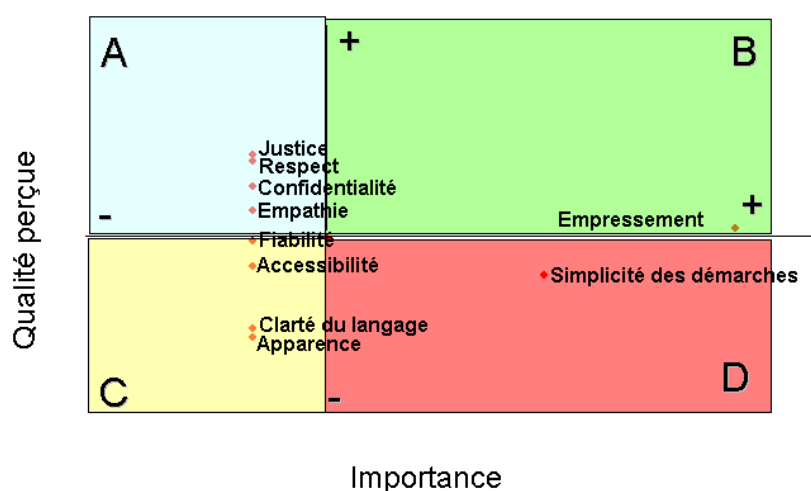 A
+
B
Qualité perçue
Justice
Respect
Confidentialité
Empathie
-
+
Empressement
Fiabilité
Accessibilité
Simplicité des démarches
Clarté du langage
Apparence
C
-
D
Importance